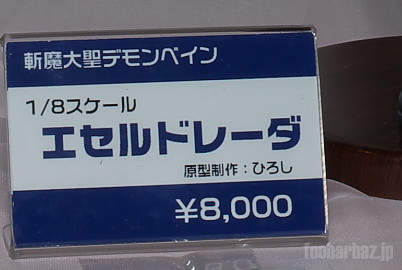 斬魔大聖デモンベイン
1/8スケール
エセルドレーダ
原型制作：ひろし
¥8,000
foobarbaz.jp